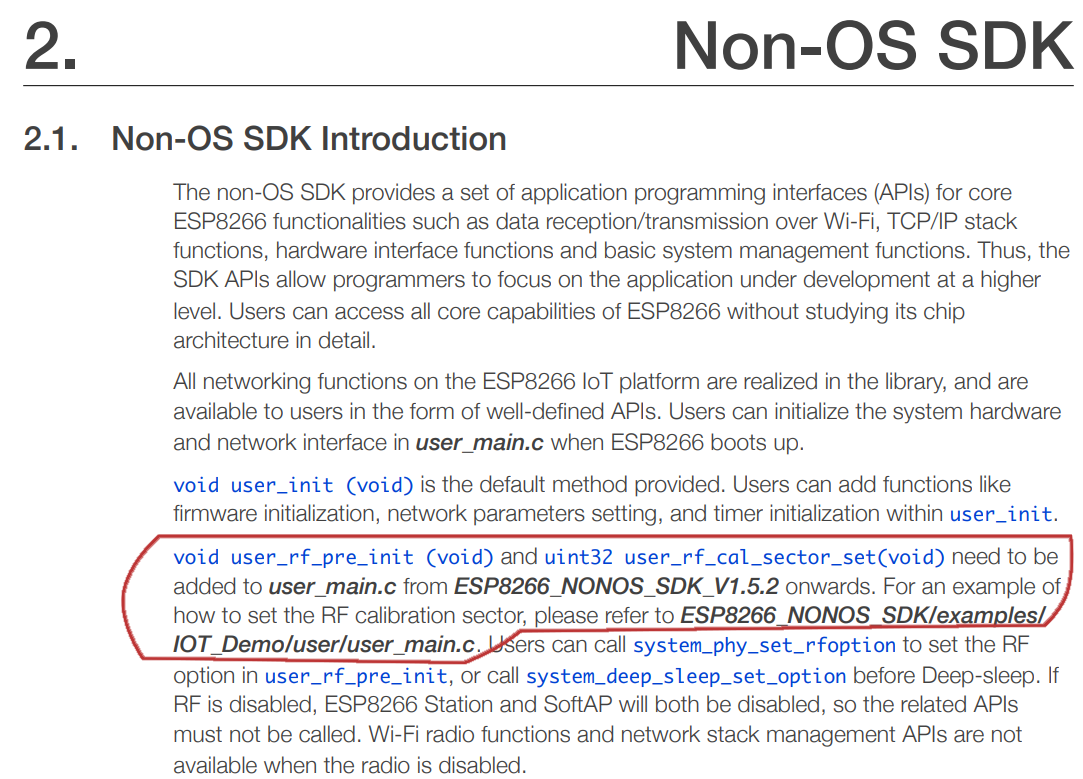 2. Non-OS SDK
2.1. Non-OS SDK Introduction
The non-OS SDK provides a set of application programming interfaces (APIs) for core
ESP8266 functionalities such as data reception/transmission over Wi-Fi, TCP/IP stack
functions, hardware interface functions and basic system management functions. Thus, the
SDK APIs allow programmers to focus on the application under development at a higher
level. Users can access all core capabilities of ESP8266 without studying its chip
architecture in detail.
All networking functions on the ESP8266 IoT platform are realized in the library, and are
available to users in the form of well-defined APIs. Users can initialize the system hardware
and network interface in user_main.c when ESP8266 boots up.
void user_init (void) is the default method provided. Users can add functions like
firmware initialization, network parameters setting, and timer initialization within user_init.
void user_rf_pre_init (void) and uint32 user_rf_cal_sector_set(void) need to be
added to user_main.c from ESP8266_NONOS_SDK_V1.5.2 onwards. For an example of
how to set the RF calibration sector, please refer to ESP8266_NONOS_SDK/examples/
IOT_Demo/user/user_main.c. Users can call system_phy_set_rfoption to set the RF
option in user_rf_pre_init, or call system_deep_sleep_set_option before Deep-sleep. If
RF is disabled, ESP8266 Station and SoftAP will both be disabled, so the related APIs
must not be called. Wi-Fi radio functions and network stack management APIs are not
available when the radio is disabled.